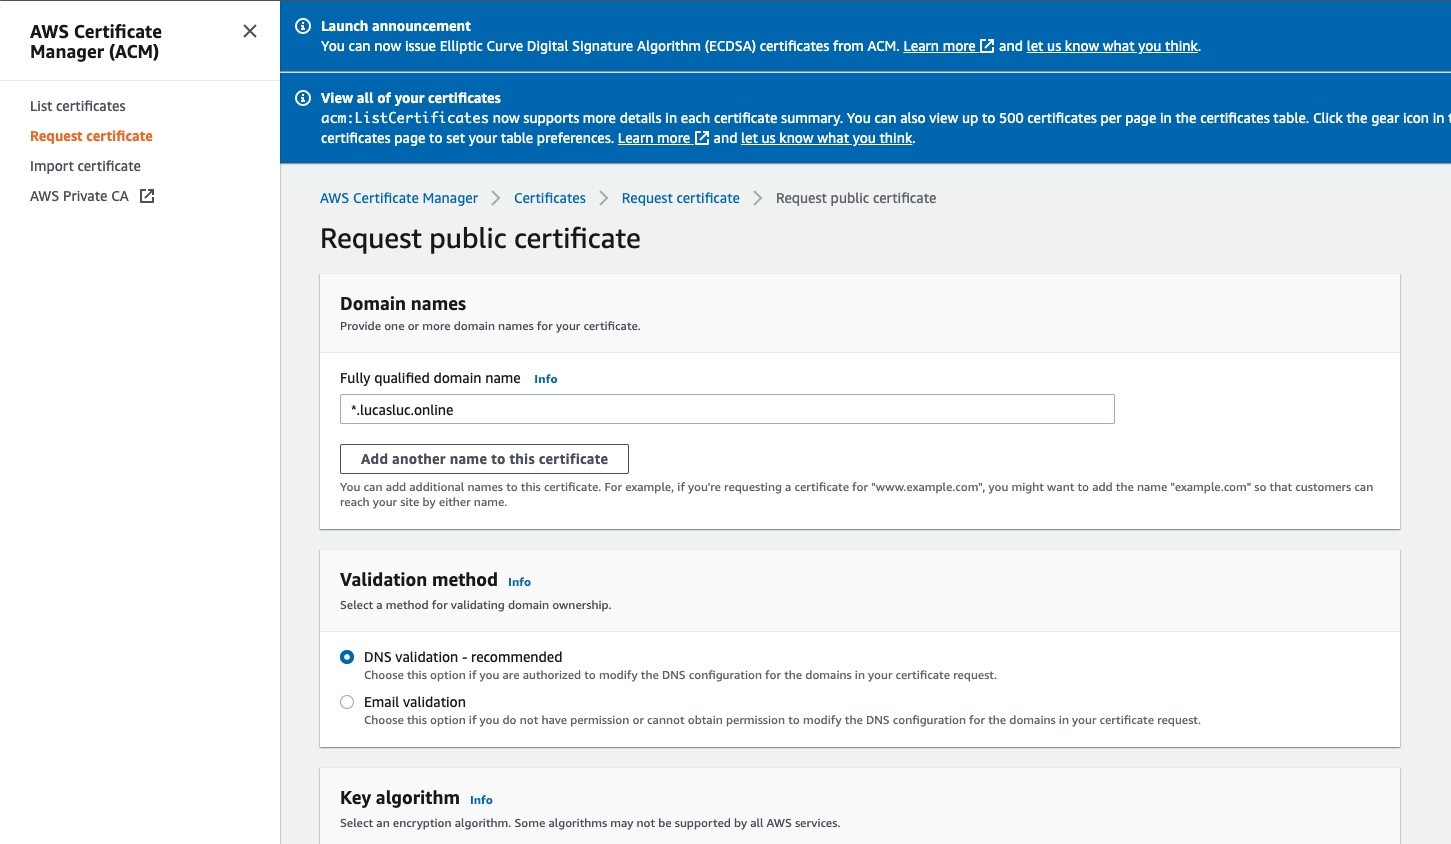 AWS Certificate
Manager (ACM)
List certificates
Request certificate
Import certificate
AWS Private CA
Launch announcement
You can now issue Elliptic Curve Digital Signature Algorithm (ECDSA) certificates from ACM. Learn more and let us know what you think.
View all of your certificates
acm:ListCertificates now supports more details in each certificate summary. You can also view up to 500 certificates per page in the certificates table. Click the gear icon in
certificates page to set your table preferences. Learn more and let us know what you think.
AWS Certificate Manager > Certificates > Request certificate > Request public certificate
Request public certificate
Domain names
Provide one or more domain names for your certificate.
Fully qualified domain name Info
*.lucasluc.online
Add another name to this certificate
You can add additional names to this certificate. For example, if you're requesting a certificate for "www.example.com", you might want to add the name "example.com" so that customers can
reach your site by either name.
Validation method Info
Select a method for validating domain ownership.
DNS validation - recommended
Choose this option if you are authorized to modify the DNS configuration for the domains in your certificate request.
Email validation
Choose this option if you do not have permission or cannot obtain permission to modify the DNS configuration for the domains in your certificate request.
Key algorithm Info
Select an encryption algorithm. Some algorithms may not be supported by all AWS services.